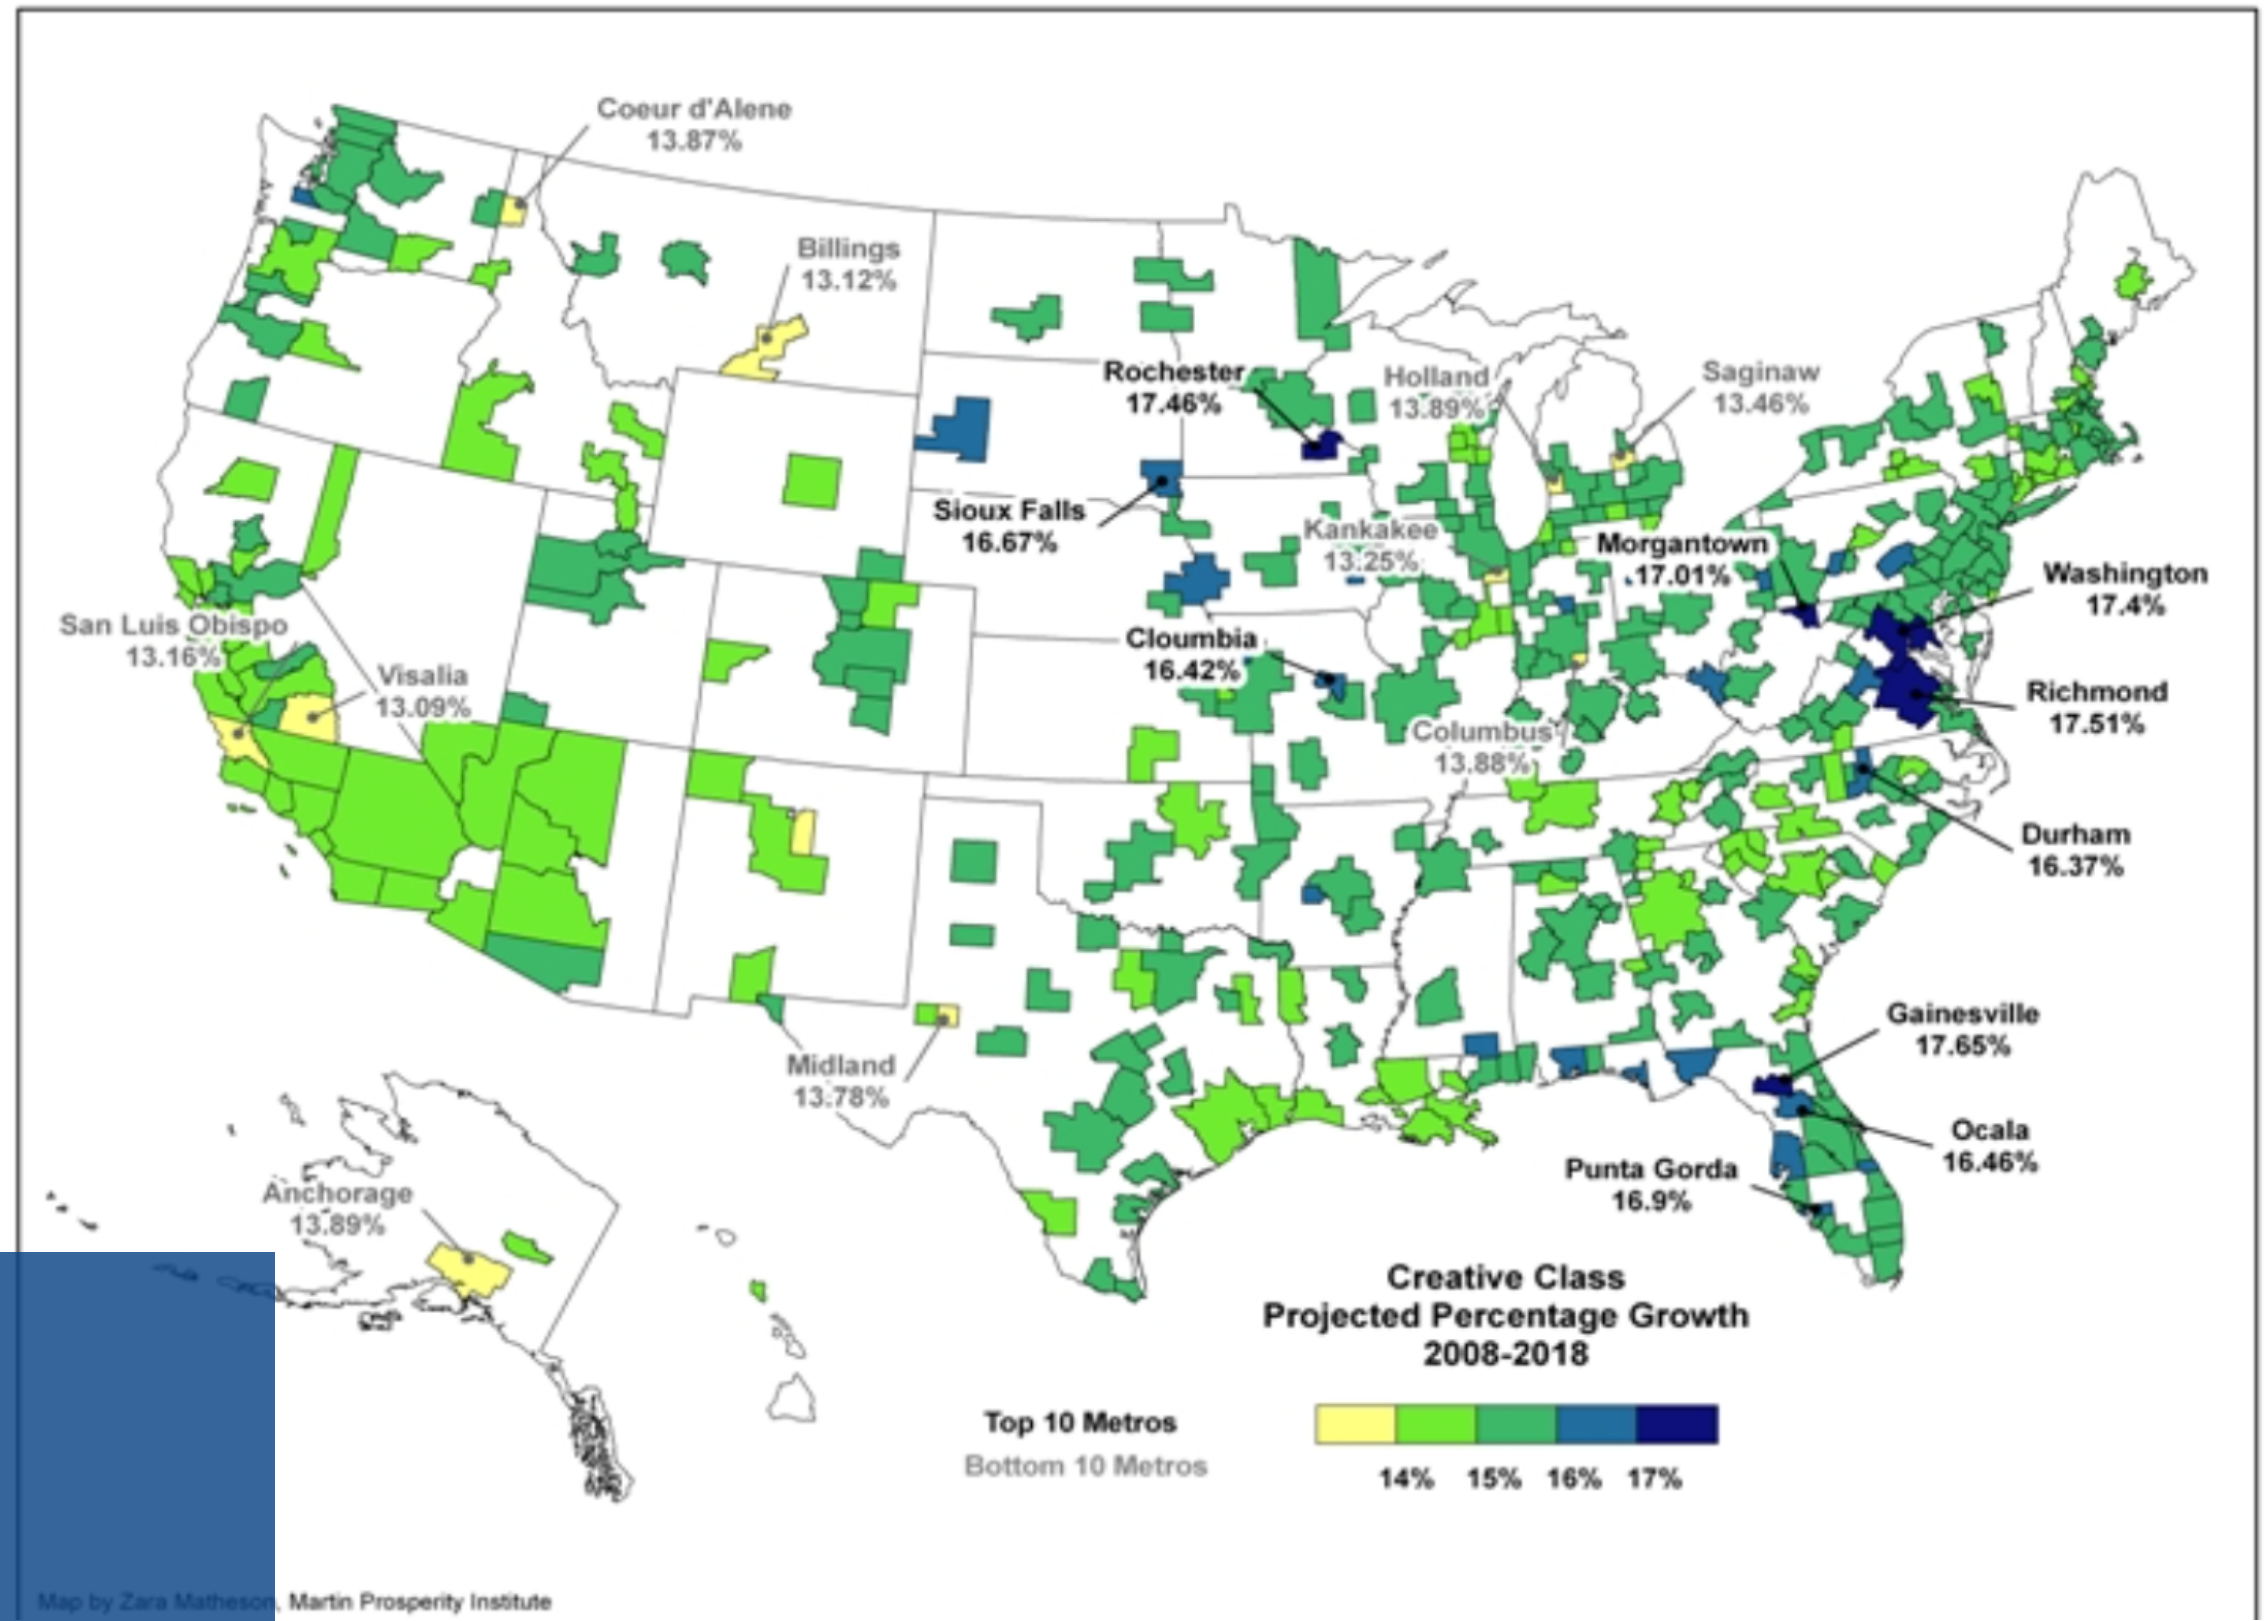 Coeur d'Alene
13.87%
Billings
13.12%
Rochester
17.46%
Holland
13.89%
Saginaw
13.46%
Sioux Falls
16.67%
Kankakee
13.25%
Morgantown
17.01%
Washington
17.4%
San Luis Obispo
13.16%
Visalia
13.09%
Cloumbia
16.42%
Richmond
17.51%
Columbus
13.88%
Durham
16.37%
Midland
13.78%
Gainesville
17.65%
Ocala
16.46%
Punta Gorda
16.9%
Anchorage
13.89%
Creative Class
Projected Percentage Growth
2008-2018
Top 10 Metros
Bottom 10 Metros
14% 15% 16% 17%
Map by Zara Matheson, Martin Prosperity Institute